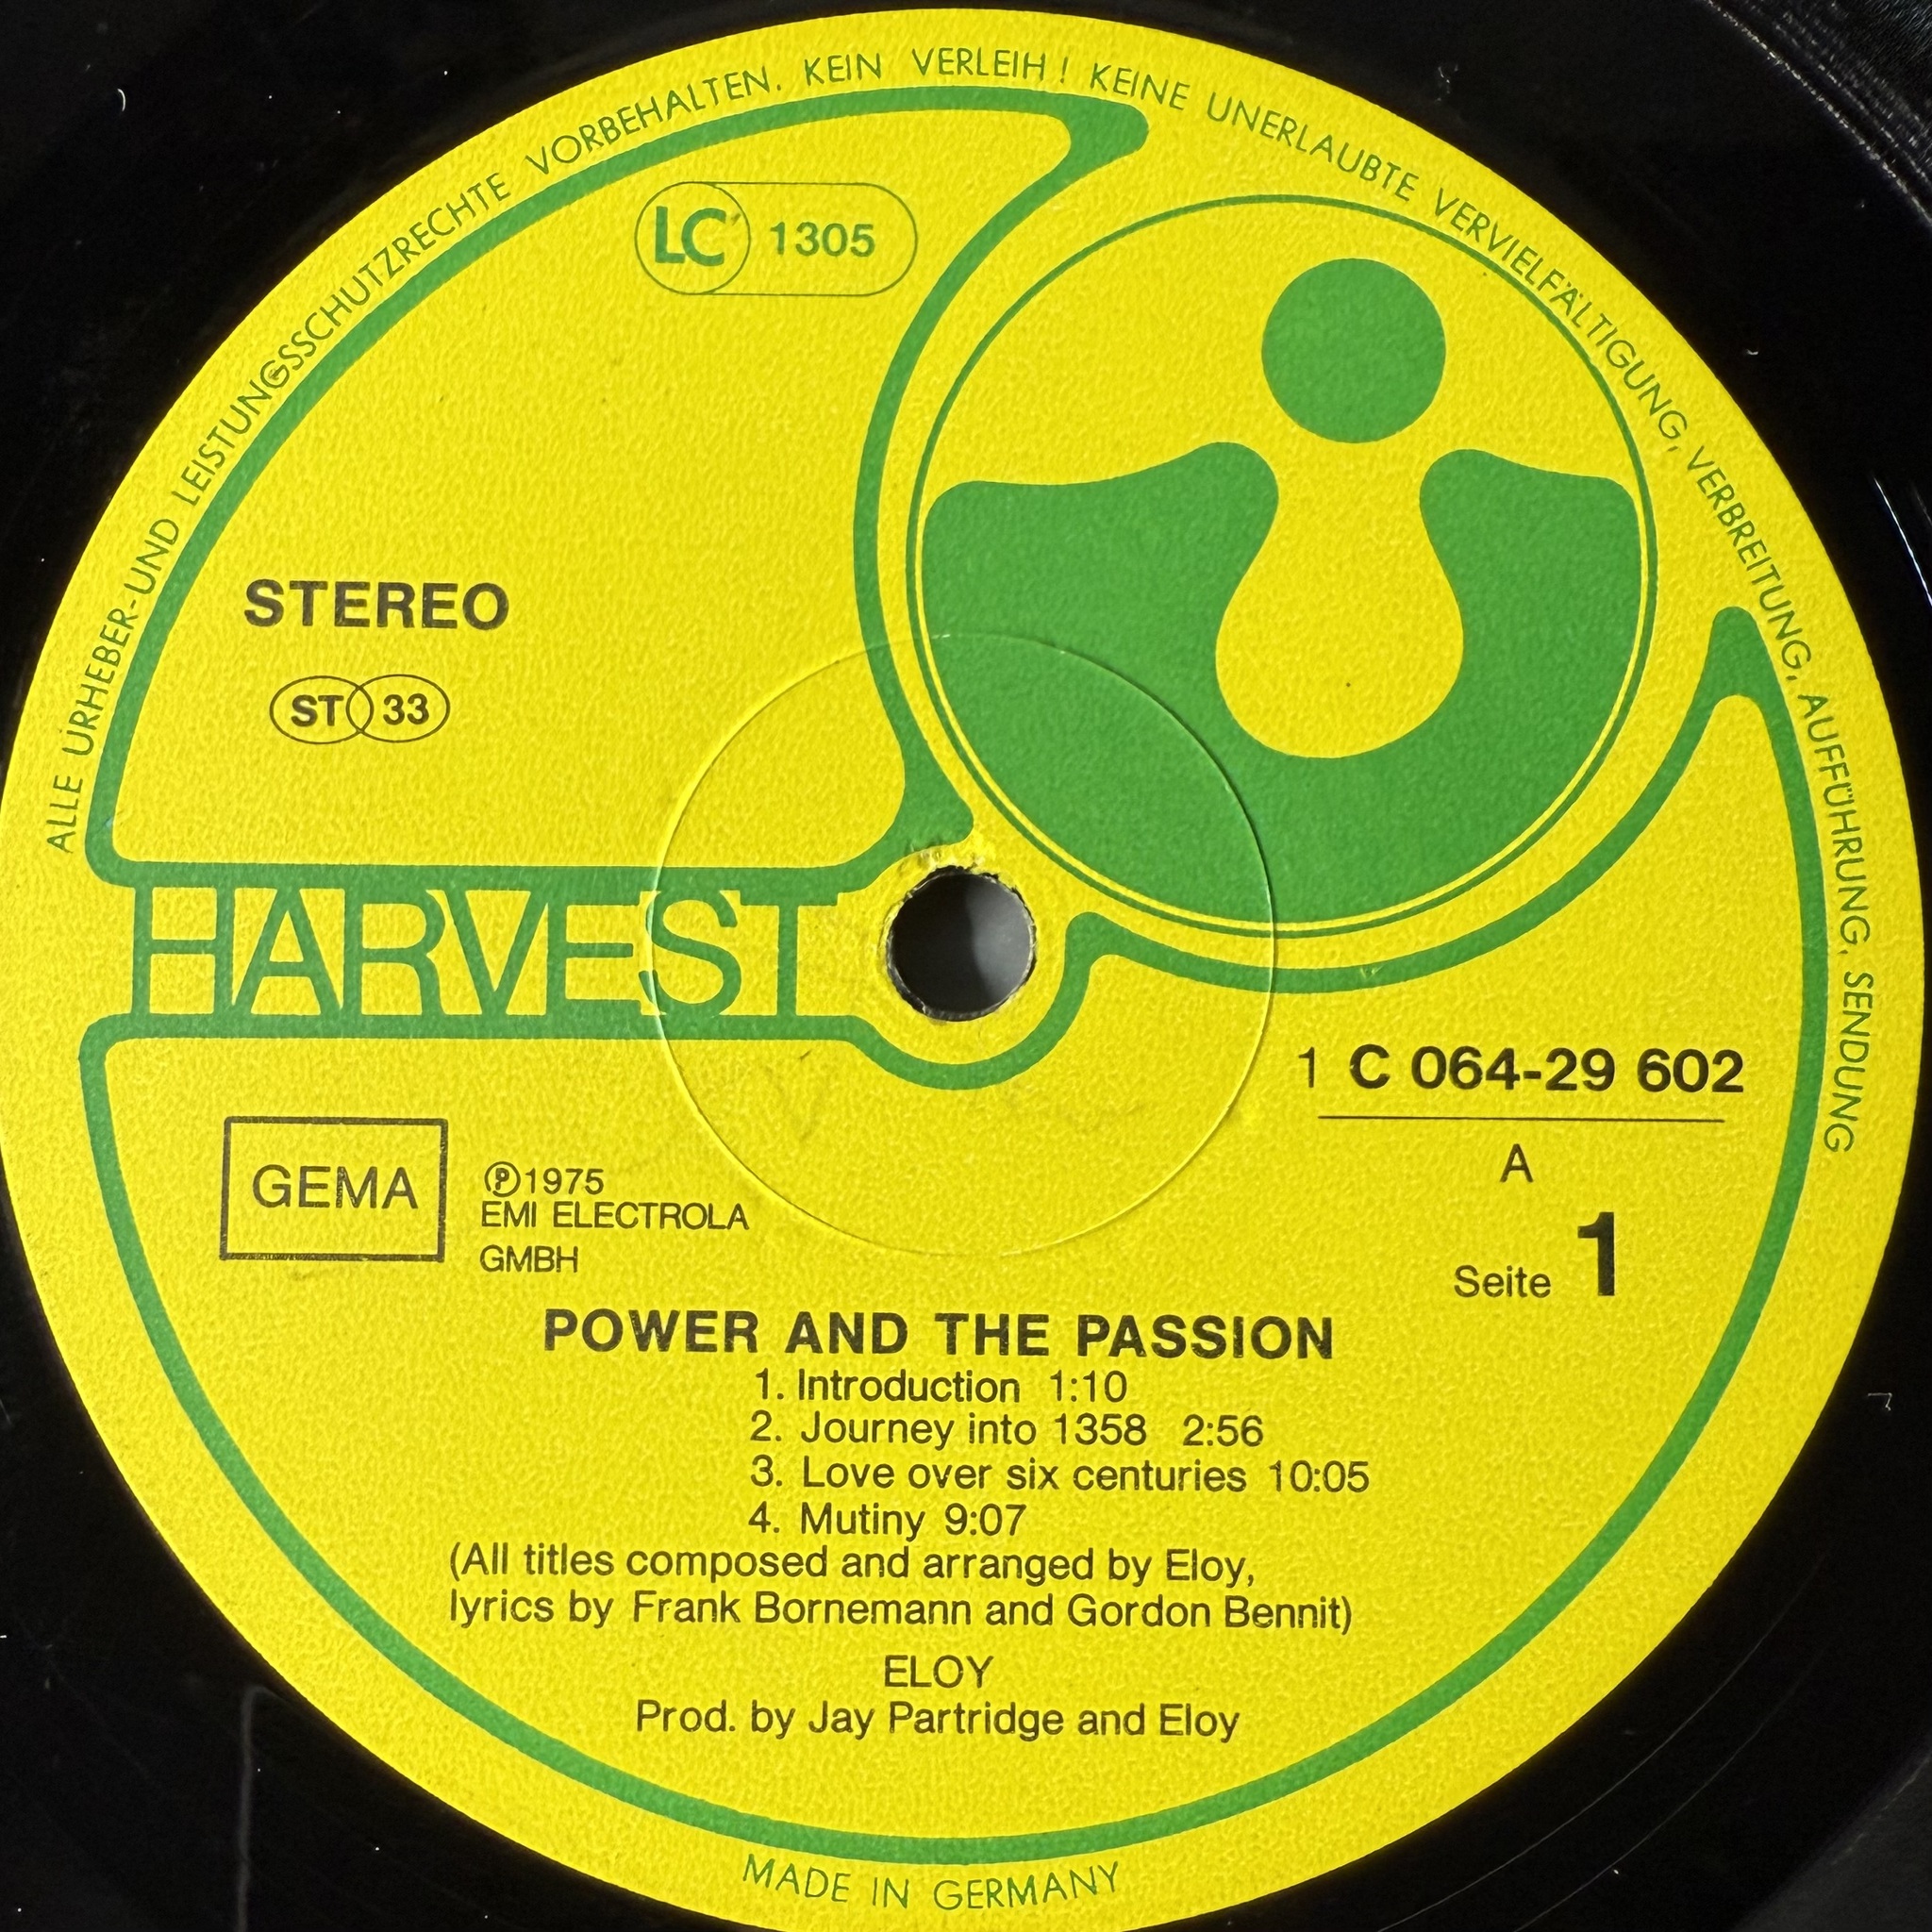 ALLE URHEBER-UND LEISTUNGSSCHUTZRECHTE VORBEHALTEN. KEIN VERLEIH! KEINE UNERLAUBTE VERVIELFÄLTIGUNG, VERBREITUNG, AUFFÜHRUNG, SENDUNG
LC 1305
STEREO
ST 33
HARVEST
1 C 064-29 602
A
Seite 1
GEMA
℗1975
EMI ELECTROLA
GMBH
POWER AND THE PASSION
1. Introduction 1:10
2. Journey into 1358 2:56
3. Love over six centuries 10:05
4. Mutiny 9:07
(All titles composed and arranged by Eloy,
lyrics by Frank Bornemann and Gordon Bennit)
ELOY
Prod. by Jay Partridge and Eloy
MADE IN GERMANY